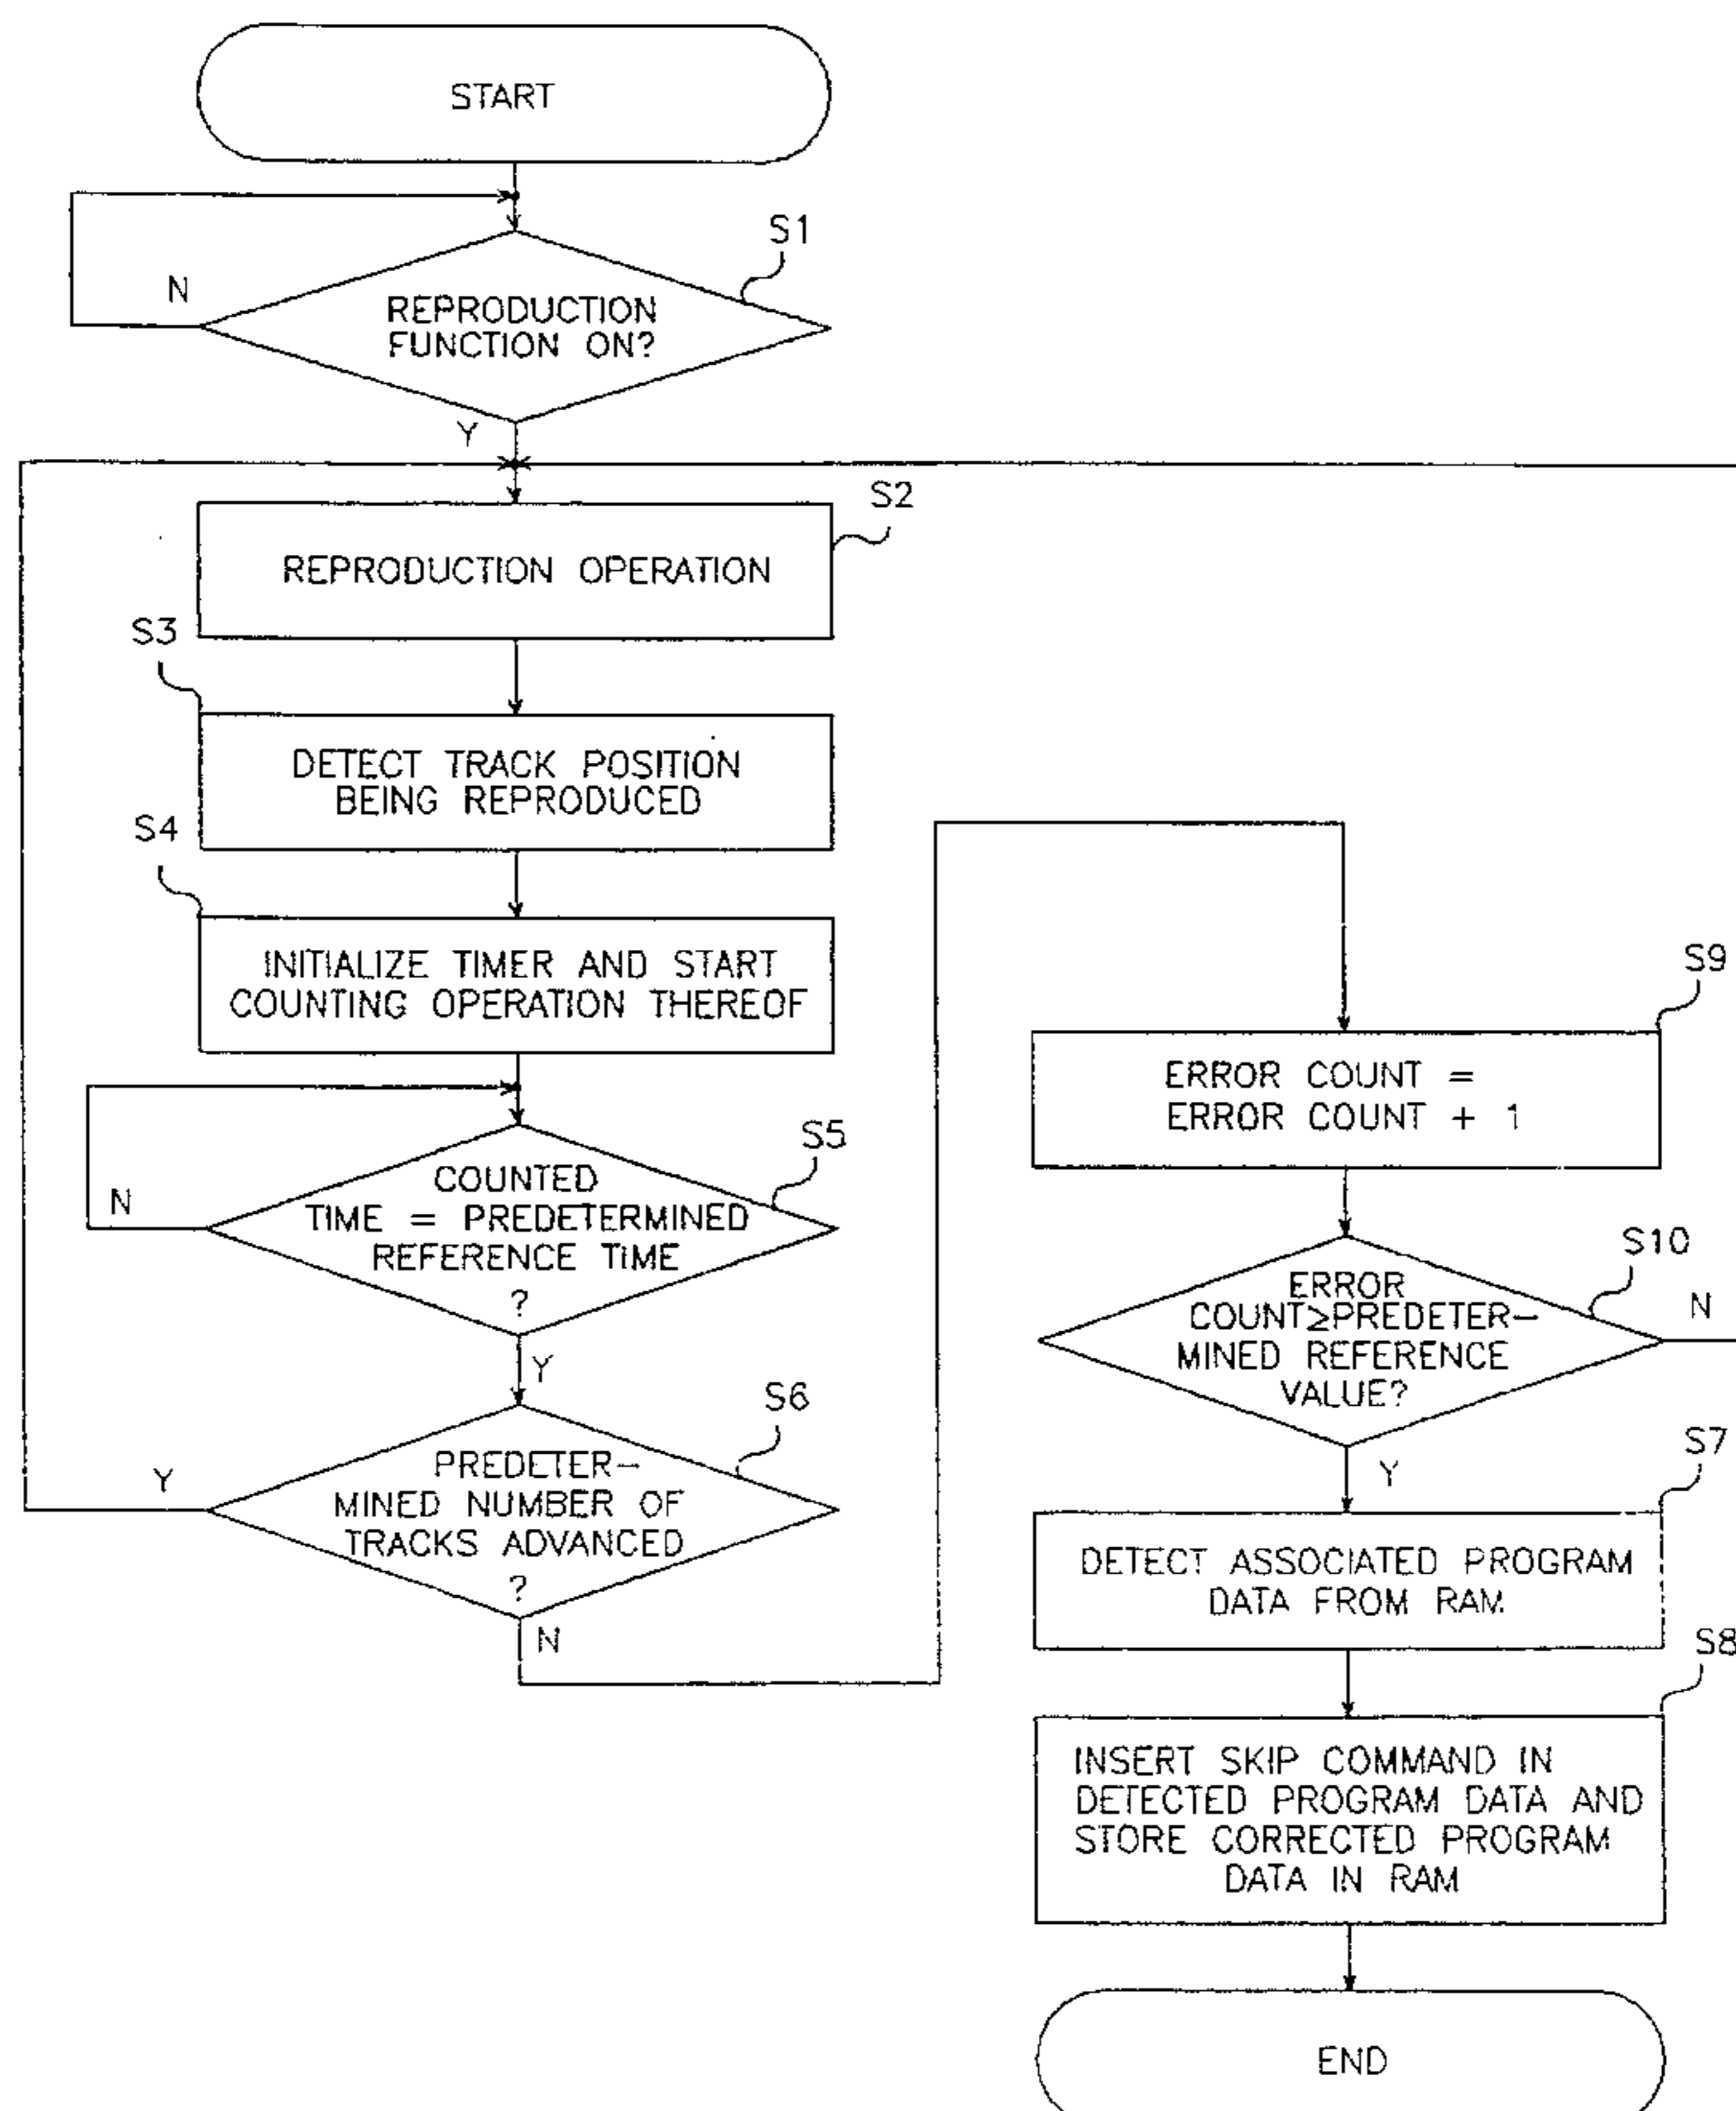 START
S1
N
REPRODUCTION
FUNCTION ON?
Y
S2
REPRODUCTION OPERATION
S3
DETECT TRACK POSITION
BEING REPRODUCED
S4
INITIALIZE TIMER AND START
COUNTING OPERATION THEREOF
S5
COUNTED
TIME = PREDETERMINED
REFERENCE TIME
?
N
Y
S6
PREDETER-
MINED NUMBER OF
TRACKS ADVANCED
?
Y
N
S9
ERROR COUNT =
ERROR COUNT + 1
S10
ERROR
COUNT≥PREDETER-
MINED REFERENCE
VALUE?
N
Y
S7
DETECT ASSOCIATED PROGRAM
DATA FROM RAM
S8
INSERT SKIP COMMAND IN
DETECTED PROGRAM DATA AND
STORE CORRECTED PROGRAM
DATA IN RAM
END